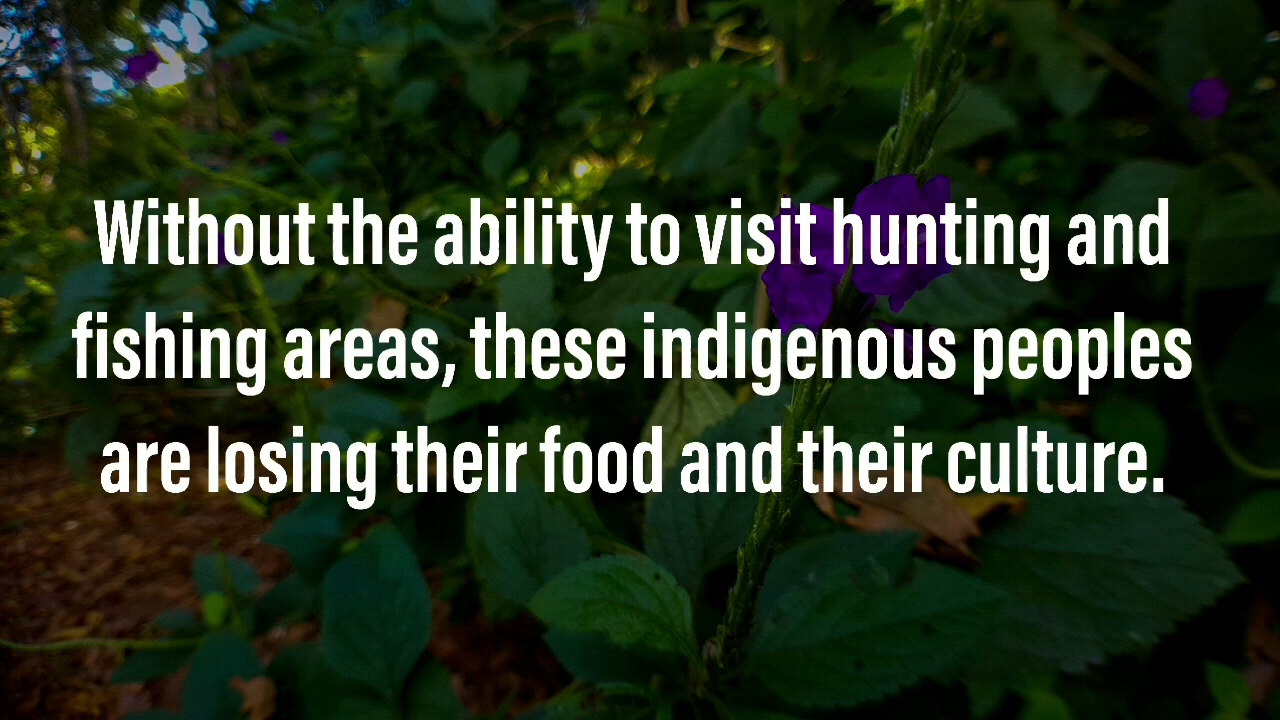 Without the ability to visit hunting and
fishing areas, these indigenous peoples
are losing their food and their culture.